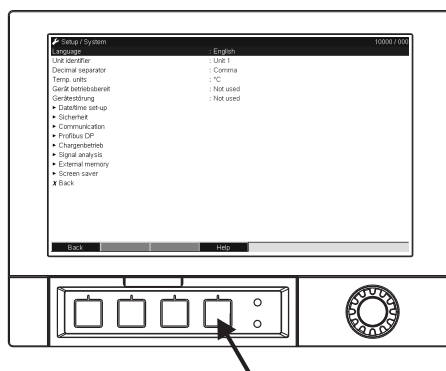 Setup / System 10000 / 000
Language : English
Unit identifier : Unit 1
Decimal separator : Comma
Temp. units : °C
Gerät betriebsbereit : Not used
Gerätestörung : Not used
► Date/time set-up
► Sicherheit
► Communication
► Profibus DP
► Chargenbetrieb
► Signal analysis
► External memory
► Screen saver
X Back
Back Help